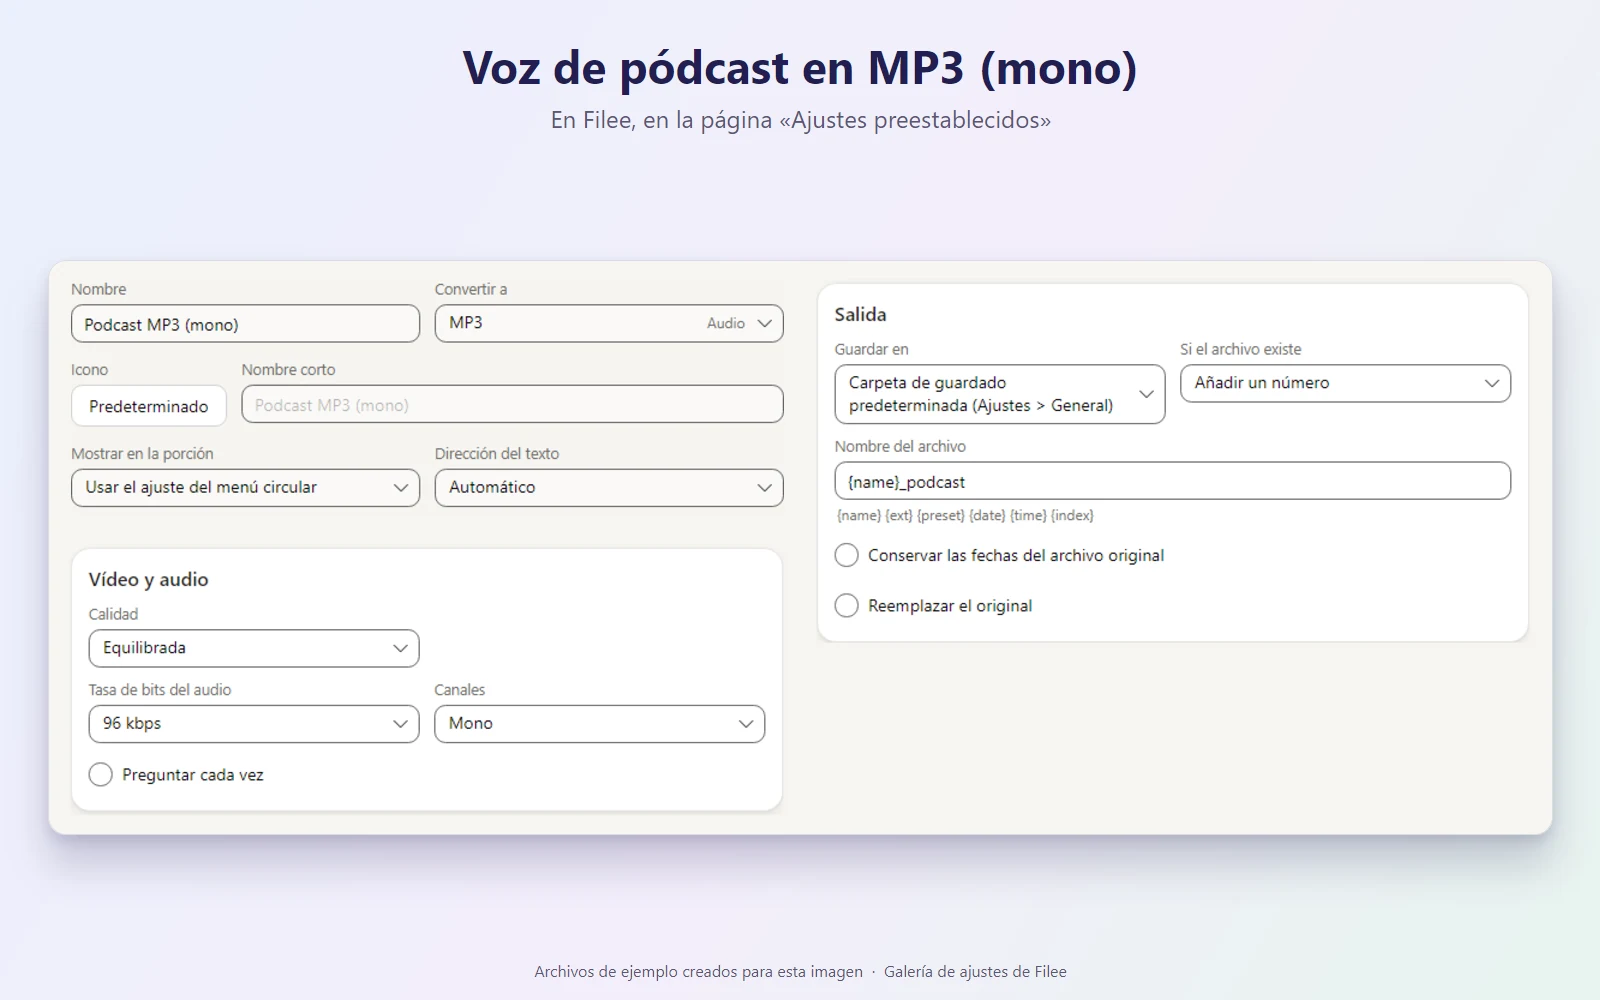 Voz de pódcast en MP3 (mono)
En Filee, en la página «Ajustes preestablecidos»
Nombre
Podcast MP3 (mono)
Convertir a
MP3
Audio
Icono
Predeterminado
Nombre corto
Podcast MP3 (mono)
Mostrar en la porción
Usar el ajuste del menú circular
Dirección del texto
Automático
Vídeo y audio
Calidad
Equilibrada
Tasa de bits del audio
96 kbps
Canales
Mono
Preguntar cada vez
Salida
Guardar en
Carpeta de guardado
predeterminada (Ajustes > General)
Si el archivo existe
Añadir un número
Nombre del archivo
{name}_podcast
{name} {ext} {preset} {date} {time} {index}
Conservar las fechas del archivo original
Reemplazar el original
Archivos de ejemplo creados para esta imagen · Galería de ajustes de Filee